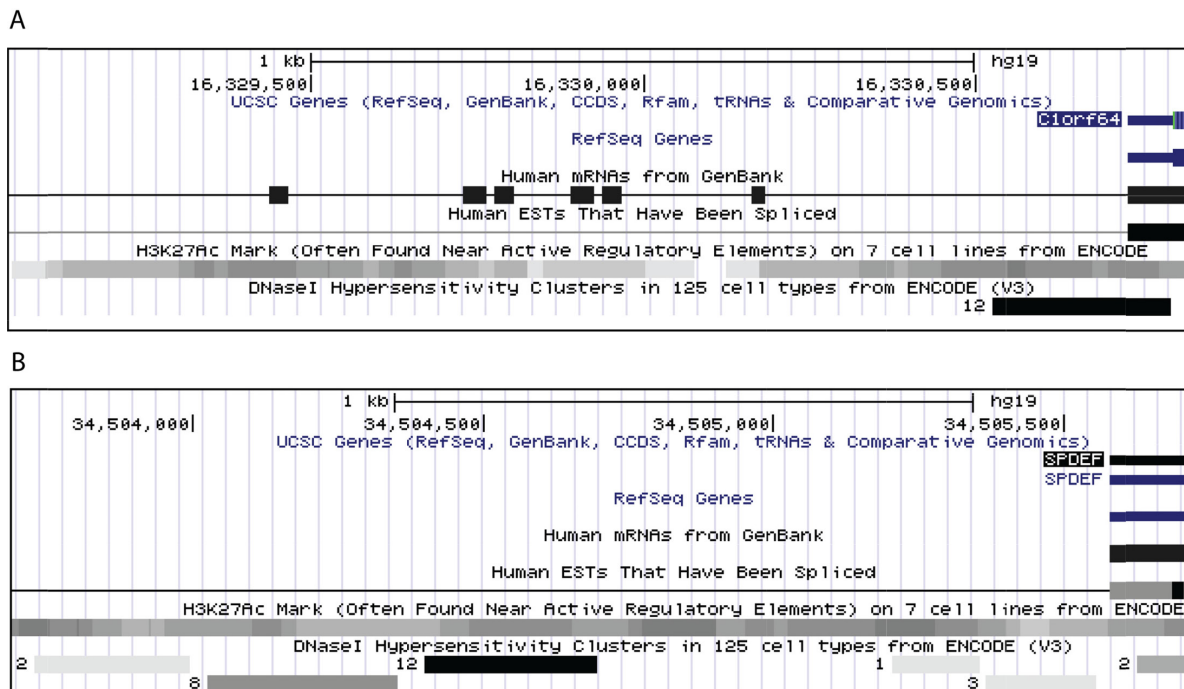 A
1 kb hg19
16,329,500 16,330,000 16,330,500
UCSC Genes (RefSeq, GenBank, CCDS, Rfam, tRNAs & Comparative Genomics)
C1orf64
RefSeq Genes
Human mRNAs from GenBank
Human ESTs That Have Been Spliced
H3K27Ac Mark (Often Found Near Active Regulatory Elements) on 7 cell lines from ENCODE
DNaseI Hypersensitivity Clusters in 125 cell types from ENCODE (V3)
12
B
1 kb hg19
34,504,000 34,504,500 34,505,000 34,505,500
UCSC Genes (RefSeq, GenBank, CCDS, Rfam, tRNAs & Comparative Genomics)
SPDEF
SPDEF
RefSeq Genes
Human mRNAs from GenBank
Human ESTs That Have Been Spliced
H3K27Ac Mark (Often Found Near Active Regulatory Elements) on 7 cell lines from ENCODE
DNaseI Hypersensitivity Clusters in 125 cell types from ENCODE (V3)
2 12 1 2
8 3